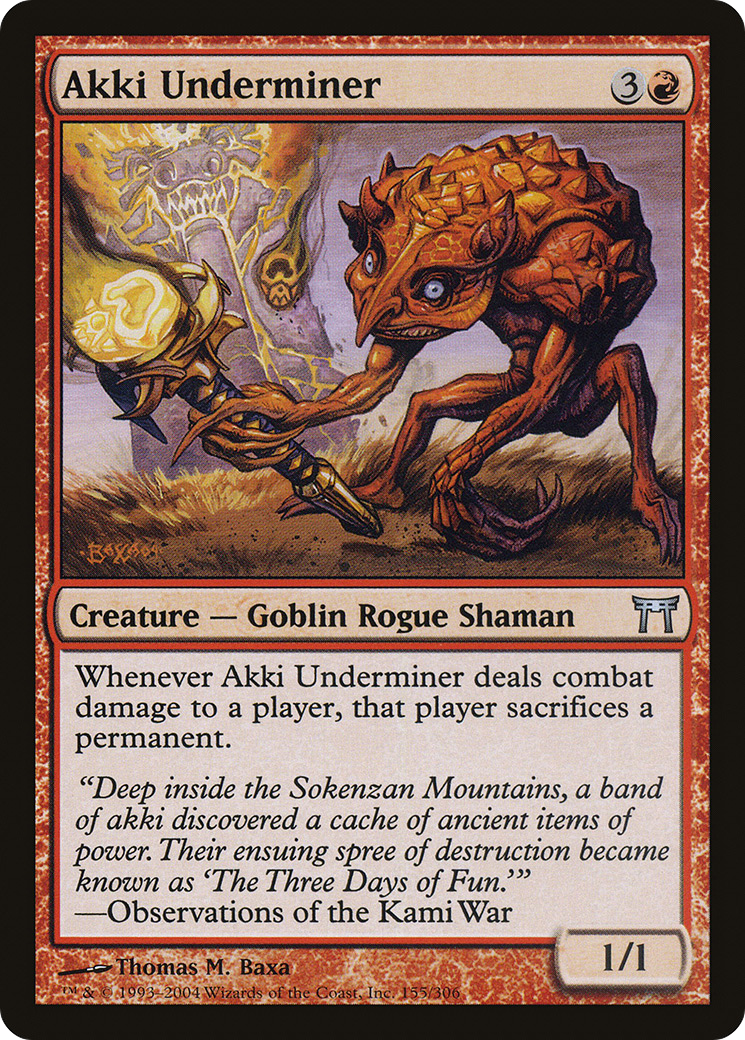 Akki Underminer 3
BAXA04
Creature — Goblin Rogue Shaman
Whenever Akki Underminer deals combat
damage to a player, that player sacrifices a
permanent.
“Deep inside the Sokenzan Mountains, a band
of akki discovered a cache of ancient items of
power. Their ensuing spree of destruction became
known as ‘The Three Days of Fun.’”
—Observations of the Kami War
1/1
Thomas M. Baxa
™ & © 1993–2004 Wizards of the Coast, Inc. 155/306